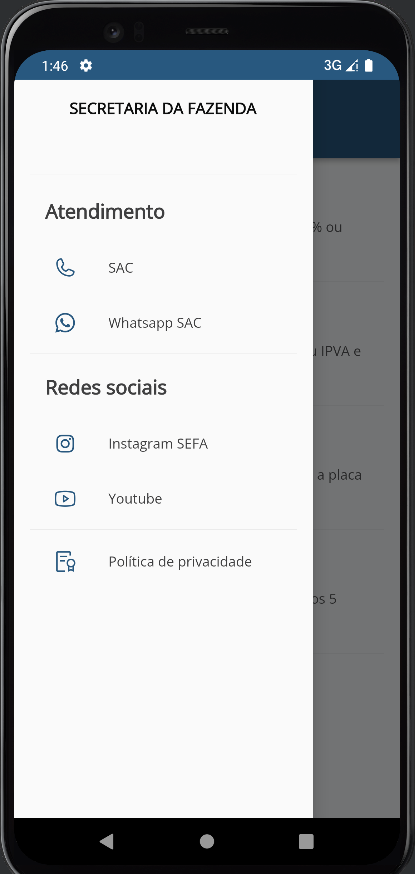 1:46
3G
SECRETARIA DA FAZENDA
% ou
Atendimento
SAC
Whatsapp SAC
IPVA e
Redes sociais
Instagram SEFA
a placa
Youtube
Política de privacidade
5